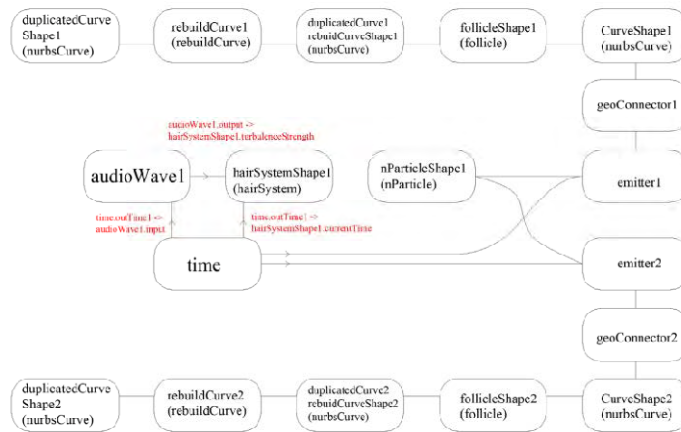 duplicatedCurve
Shape1
(nurbsCurve)
rebuildCurve1
(rebuildCurve)
duplicatedCurve1
rebuildCurveShape1
(nurbsCurve)
follicleShape1
(follicle)
CurveShape1
(nurbsCurve)
geoConnector1
audioWave1.output ->
hairSystemShape1.turbulenceStrength
audioWave1
hairSystemShape1
(hairSystem)
nParticleShape1
(nParticle)
emitter1
time.outTime1 ->
audioWave1.input
time.outTime1 ->
hairSystemShape1.currentTime
time
emitter2
geoConnector2
duplicatedCurve
Shape2
(nurbsCurve)
rebuildCurve2
(rebuildCurve)
duplicatedCurve2
rebuildCurveShape2
(nurbsCurve)
follicleShape2
(follicle)
CurveShape2
(nurbsCurve)